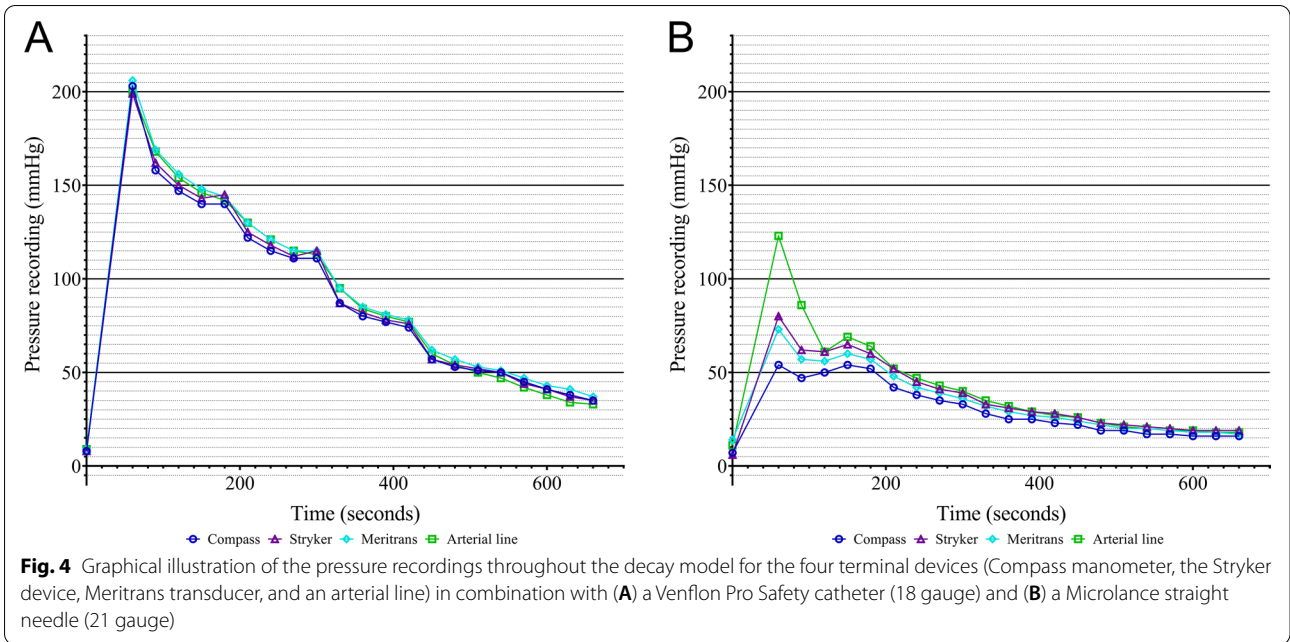 A
B
Pressure recording (mmHg)
200
150
100
50
0
200
400
600
Time (seconds)
Compass Stryker Meritrans Arterial line
Pressure recording (mmHg)
200
150
100
50
0
200
400
600
Time (seconds)
Compass Stryker Meritrans Arterial line
Fig. 4 Graphical illustration of the pressure recordings throughout the decay model for the four terminal devices (Compass manometer, the Stryker
device, Meritrans transducer, and an arterial line) in combination with (A) a Venflon Pro Safety catheter (18 gauge) and (B) a Microlance straight
needle (21 gauge)